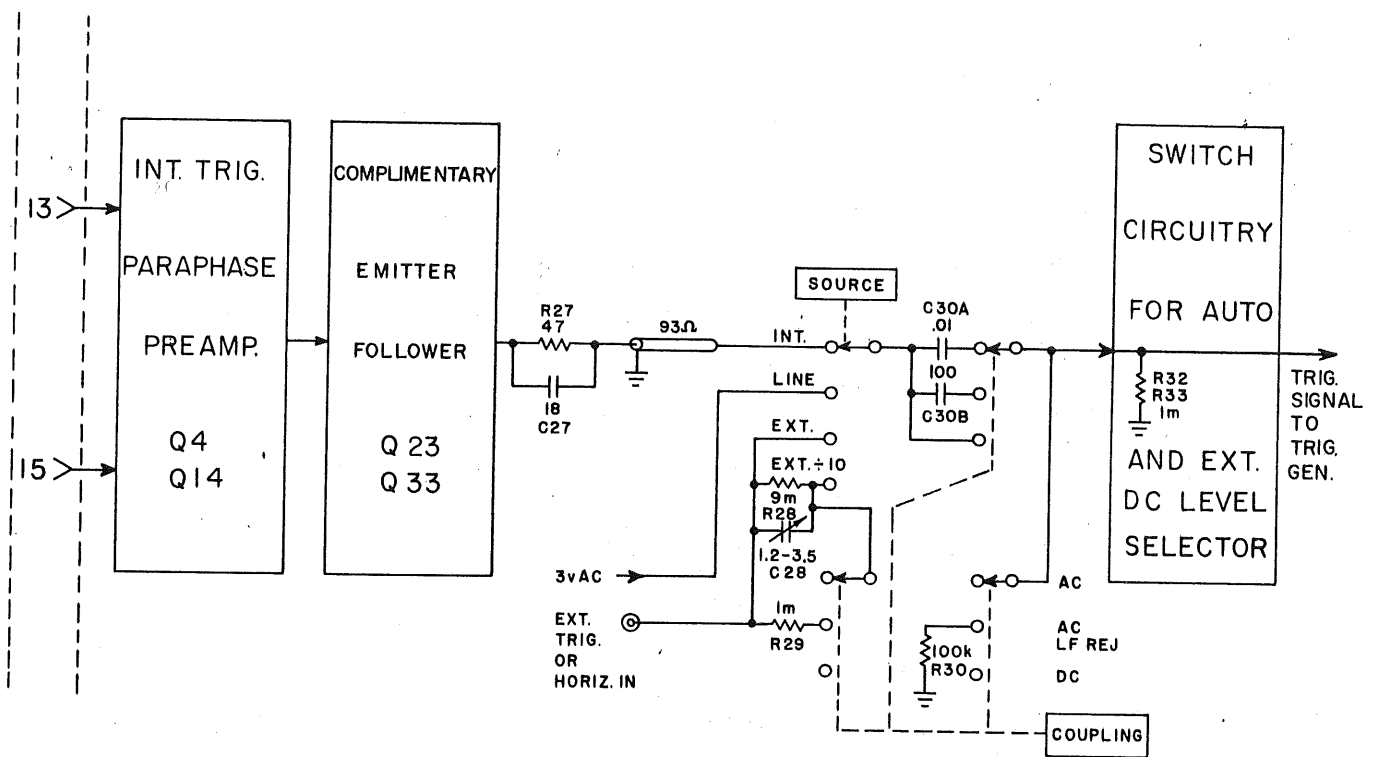 13
15
INT. TRIG.
PARAPHASE
PREAMP.
Q4
Q14
COMPLIMENTARY
EMITTER
FOLLOWER
Q23
Q33
R27
47
18
C27
93Ω
SOURCE
INT.
LINE
EXT.
EXT.÷10
9m
R28
1.2-3.5
C28
3vAC
EXT.
TRIG.
OR
HORIZ. IN
1m
R29
C30A
.01
100
C30B
100k
R30
AC
AC
LF REJ
DC
COUPLING
SWITCH
CIRCUITRY
FOR AUTO
R32
R33
1m
AND EXT.
DC LEVEL
SELECTOR
TRIG.
SIGNAL
TO
TRIG.
GEN.